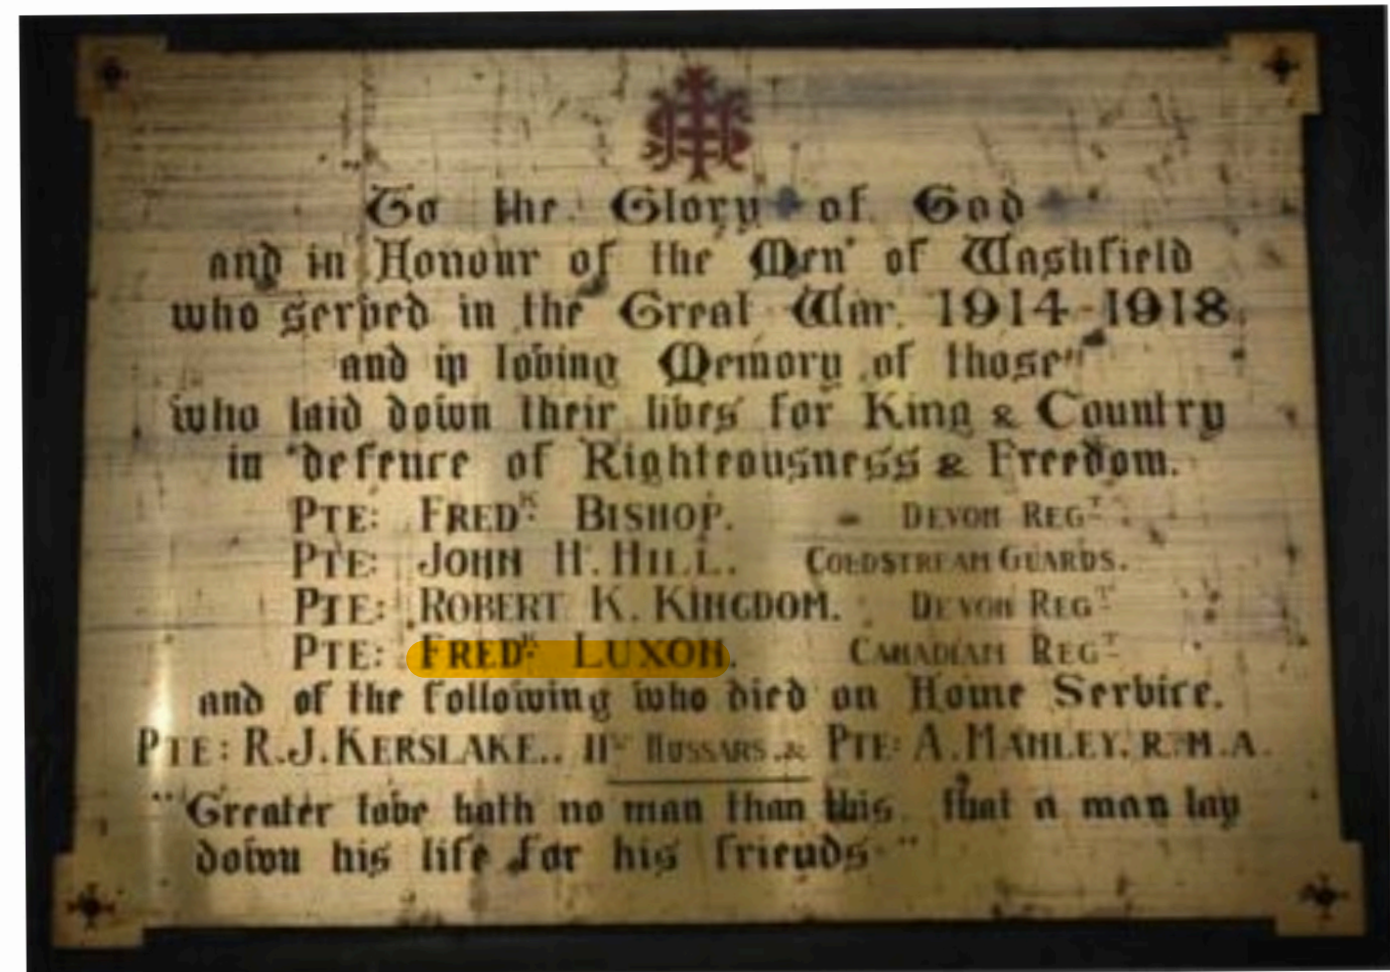 IHS
To the Glory of God
and in Honour of the Men of Washfield
who served in the Great War. 1914-1918
and in loving Memory of those
who laid down their lives for King & Country
in defence of Righteousness & Freedom.
PTE: FREDK: BISHOP. DEVON REGT.
PTE: JOHN H. HILL. COLDSTREAM GUARDS.
PTE: ROBERT K. KINGDOM. DEVON REGT
PTE: FREDK: LUXON. CANADIAN REGT
and of the following who died on Home Service.
PTE: R.J. KERSLAKE.. 11TH HUSSARS. & PTE: A. MANLEY. R.M.A.
"Greater love hath no man than this that a man lay
down his life for his friends."